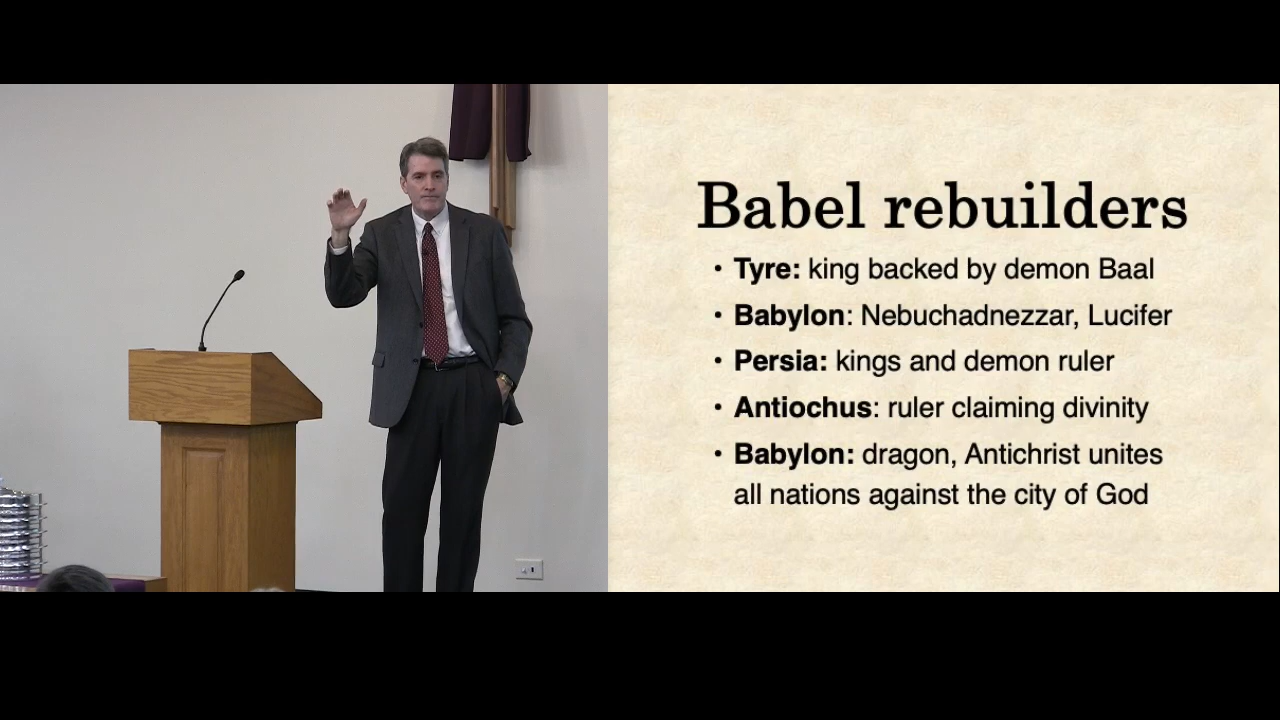 Babel rebuilders
• Tyre: king backed by demon Baal
• Babylon: Nebuchadnezzar, Lucifer
• Persia: kings and demon ruler
• Antiochus: ruler claiming divinity
• Babylon: dragon, Antichrist unites
all nations against the city of God